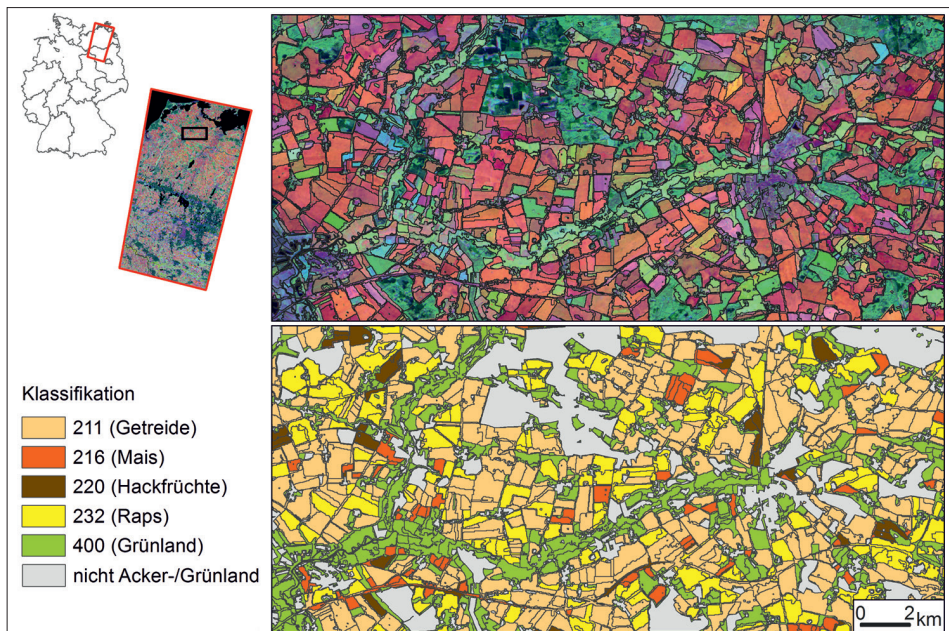 Klassifikation
211 (Getreide)
216 (Mais)
220 (Hackfrüchte)
232 (Raps)
400 (Grünland)
nicht Acker-/Grünland
0 2 km